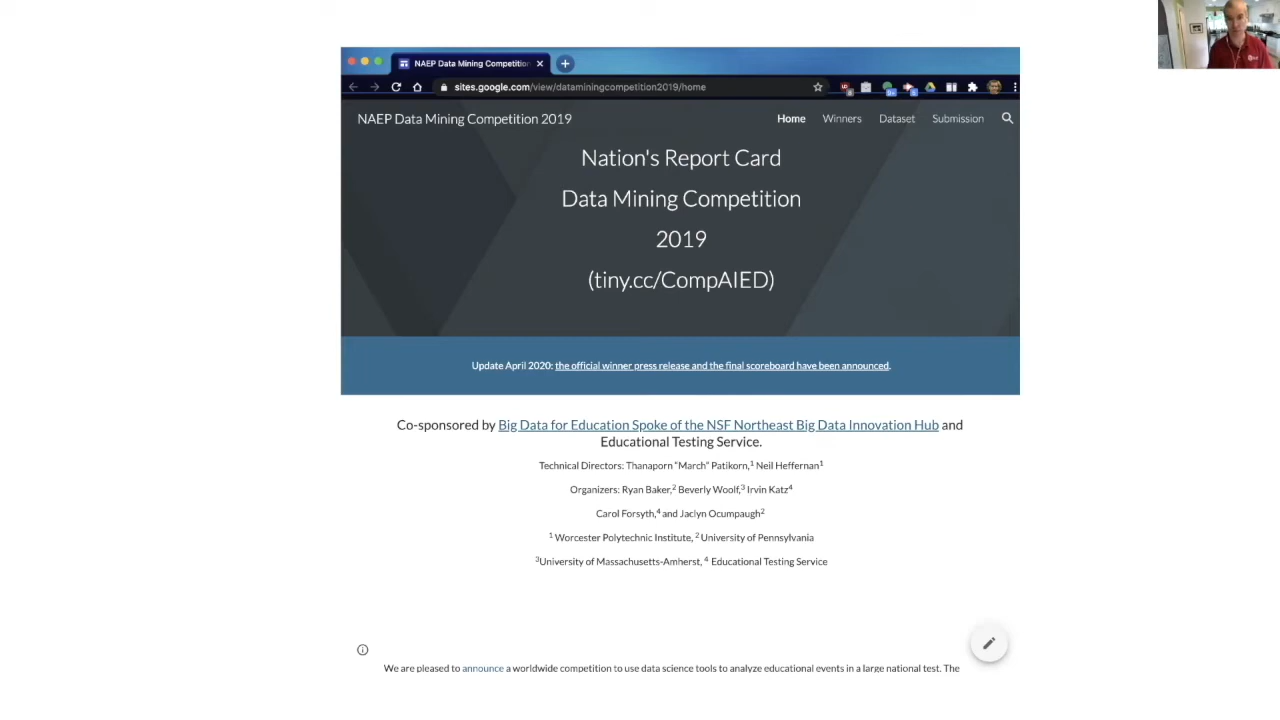 NAEP Data Mining Competition
sites.google.com/view/dataminingcompetition2019/home
NAEP Data Mining Competition 2019
Home Winners Dataset Submission
Nation's Report Card
Data Mining Competition
2019
(tiny.cc/CompAIED)
Update April 2020: the official winner press release and the final scoreboard have been announced.
Co-sponsored by Big Data for Education Spoke of the NSF Northeast Big Data Innovation Hub and
Educational Testing Service.
Technical Directors: Thanaporn "March" Patikorn,¹ Neil Heffernan¹
Organizers: Ryan Baker,² Beverly Woolf,³ Irvin Katz⁴
Carol Forsyth,⁴ and Jaclyn Ocumpaugh²
¹ Worcester Polytechnic Institute, ² University of Pennsylvania
³University of Massachusetts-Amherst, ⁴ Educational Testing Service
We are pleased to announce a worldwide competition to use data science tools to analyze educational events in a large national test. The